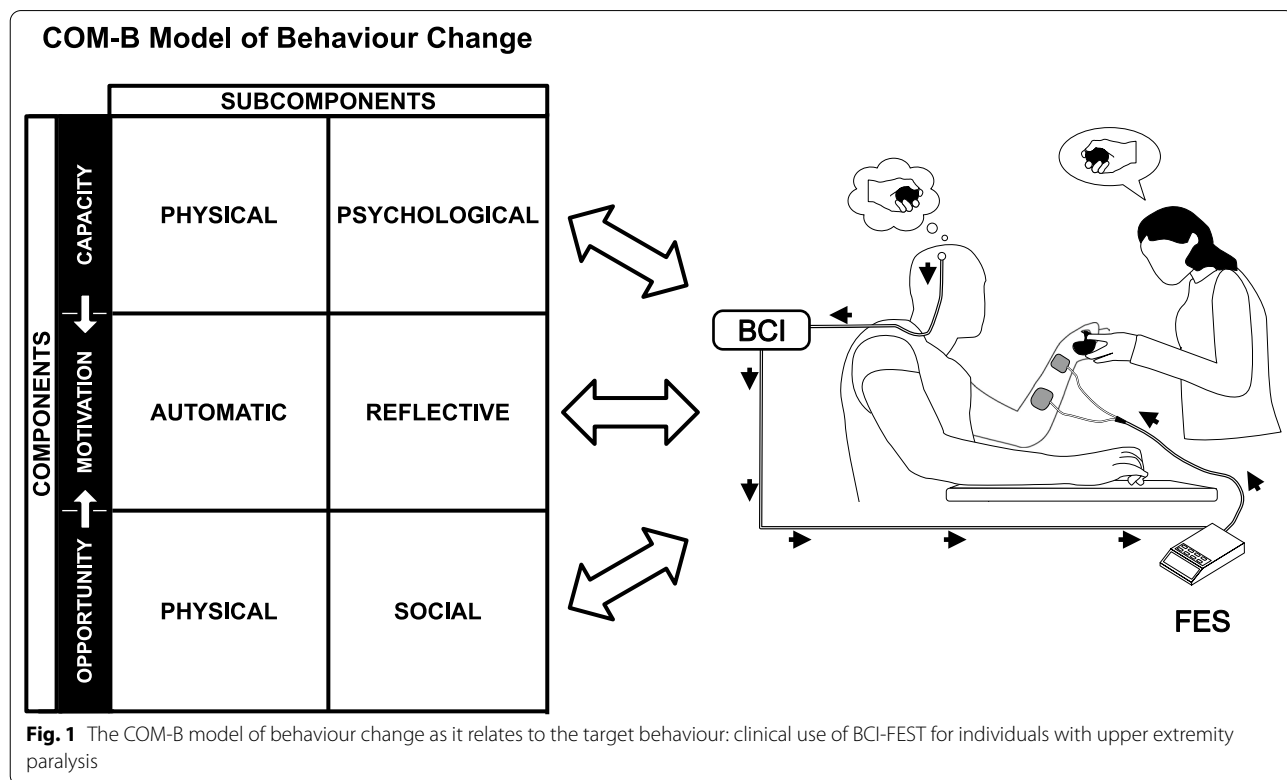 COM-B Model of Behaviour Change
SUBCOMPONENTS
COMPONENTS
CAPACITY
PHYSICAL
PSYCHOLOGICAL
MOTIVATION
AUTOMATIC
REFLECTIVE
OPPORTUNITY
PHYSICAL
SOCIAL
BCI
FES
Fig. 1 The COM-B model of behaviour change as it relates to the target behaviour: clinical use of BCI-FEST for individuals with upper extremity
paralysis